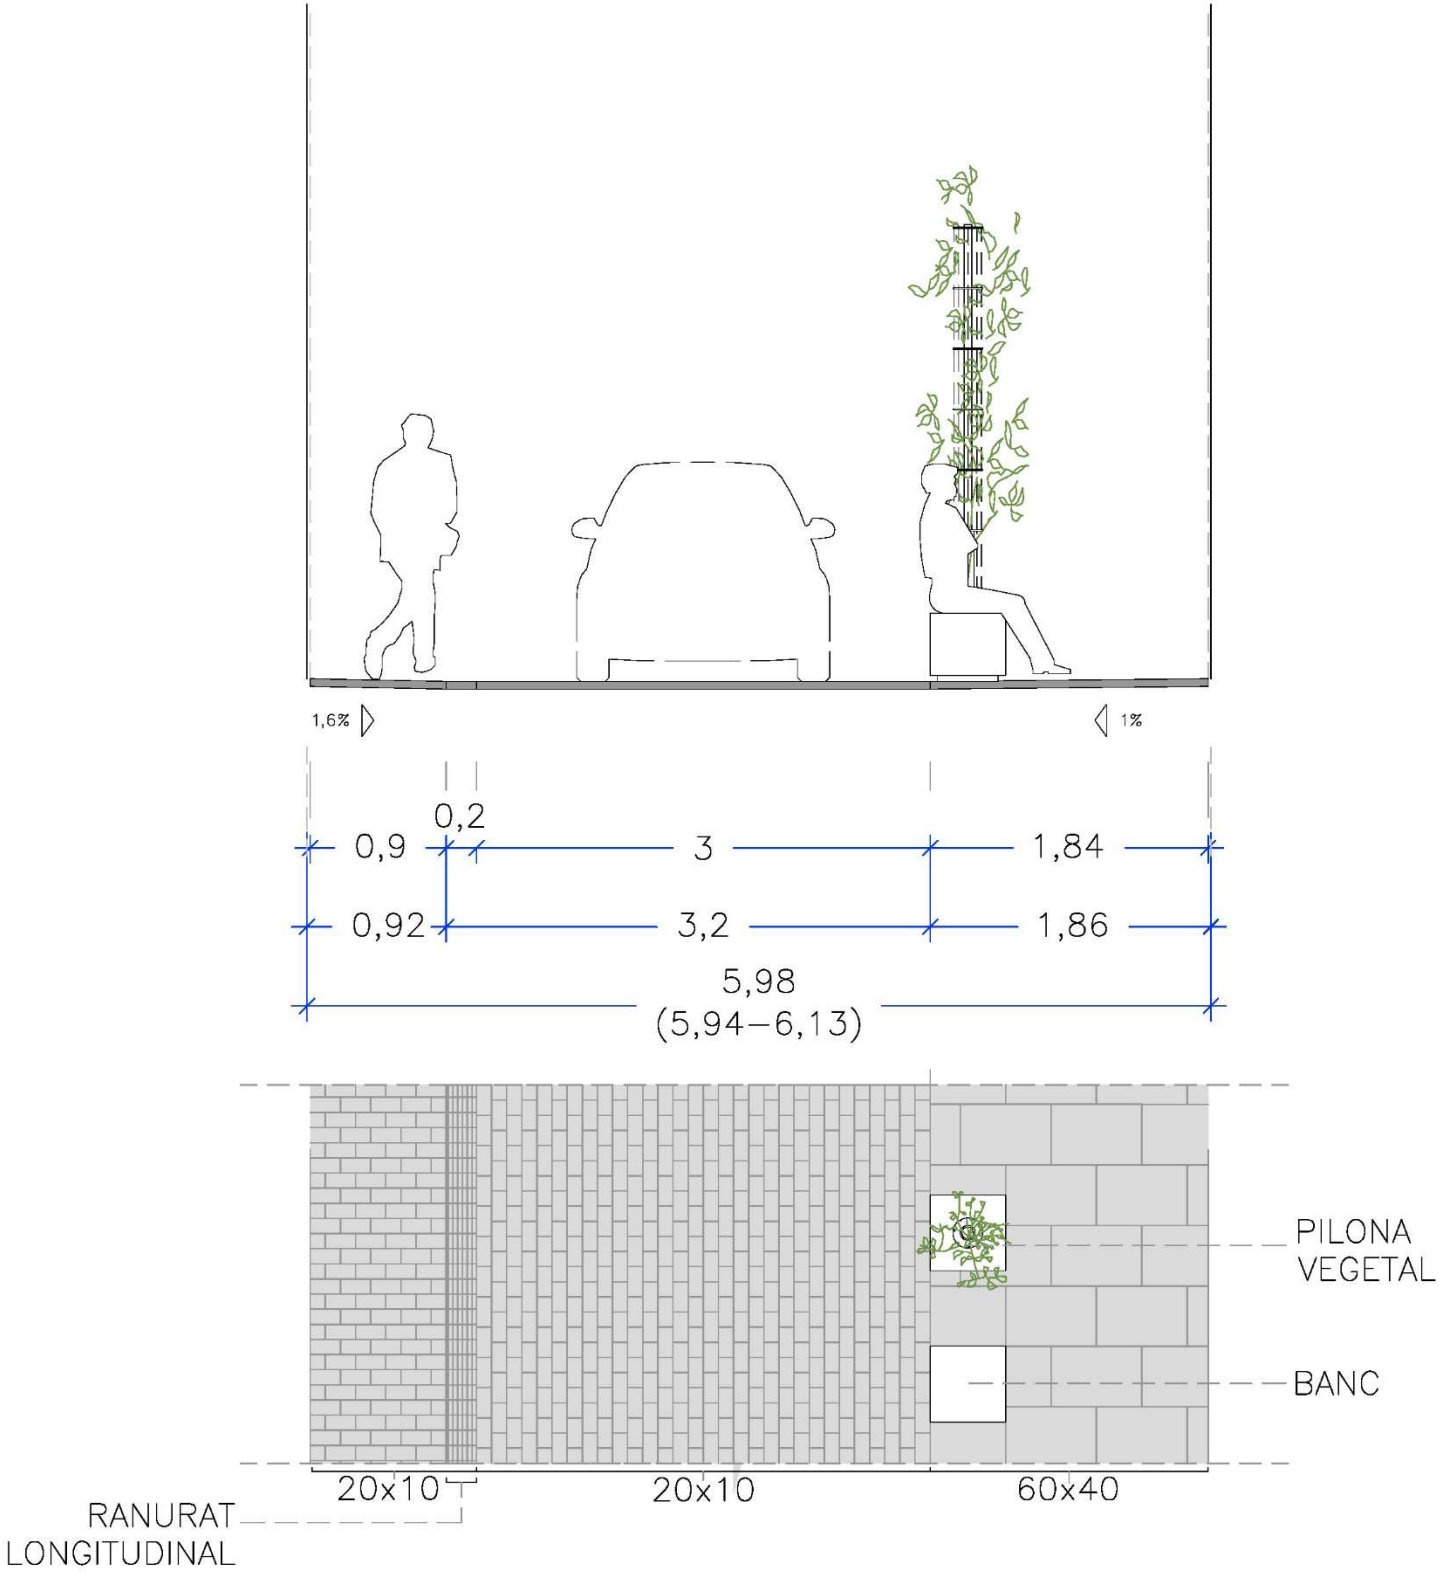 1,6%
1%
0,2
0,9
3
1,84
0,92
3,2
1,86
5,98
(5,94–6,13)
PILONA
VEGETAL
BANC
20x10
20x10
60x40
RANURAT
LONGITUDINAL